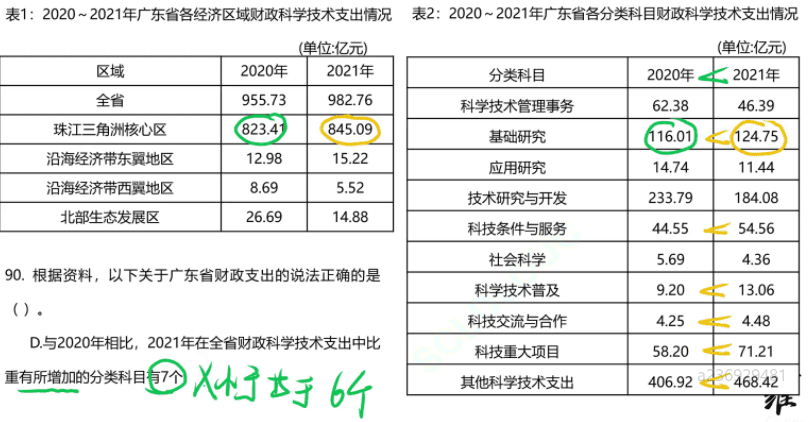 表1：2020～2021年广东省各经济区域财政科学技术支出情况
(单位:亿元)
区域 2020年 2021年
全省 955.73 982.76
珠江三角洲核心区 823.41 845.09
沿海经济带东翼地区 12.98 15.22
沿海经济带西翼地区 8.69 5.52
北部生态发展区 26.69 14.88
90. 根据资料，以下关于广东省财政支出的说法正确的是
（ ）。
D.与2020年相比，2021年在全省财政科学技术支出中比
重有所增加的分类科目有7个
小于等于 6个
表2：2020～2021年广东省各分类科目财政科学技术支出情况
(单位:亿元)
分类科目 2020年 < 2021年
科学技术管理事务 62.38 46.39
基础研究 116.01 < 124.75
应用研究 14.74 11.44
技术研究与开发 233.79 184.08
科技条件与服务 44.55 < 54.56
社会科学 5.69 4.36
科学技术普及 9.20 < 13.06
科技交流与合作 4.25 < 4.48
科技重大项目 58.20 < 71.21
其他科学技术支出 406.92 < 468.42
a236929481